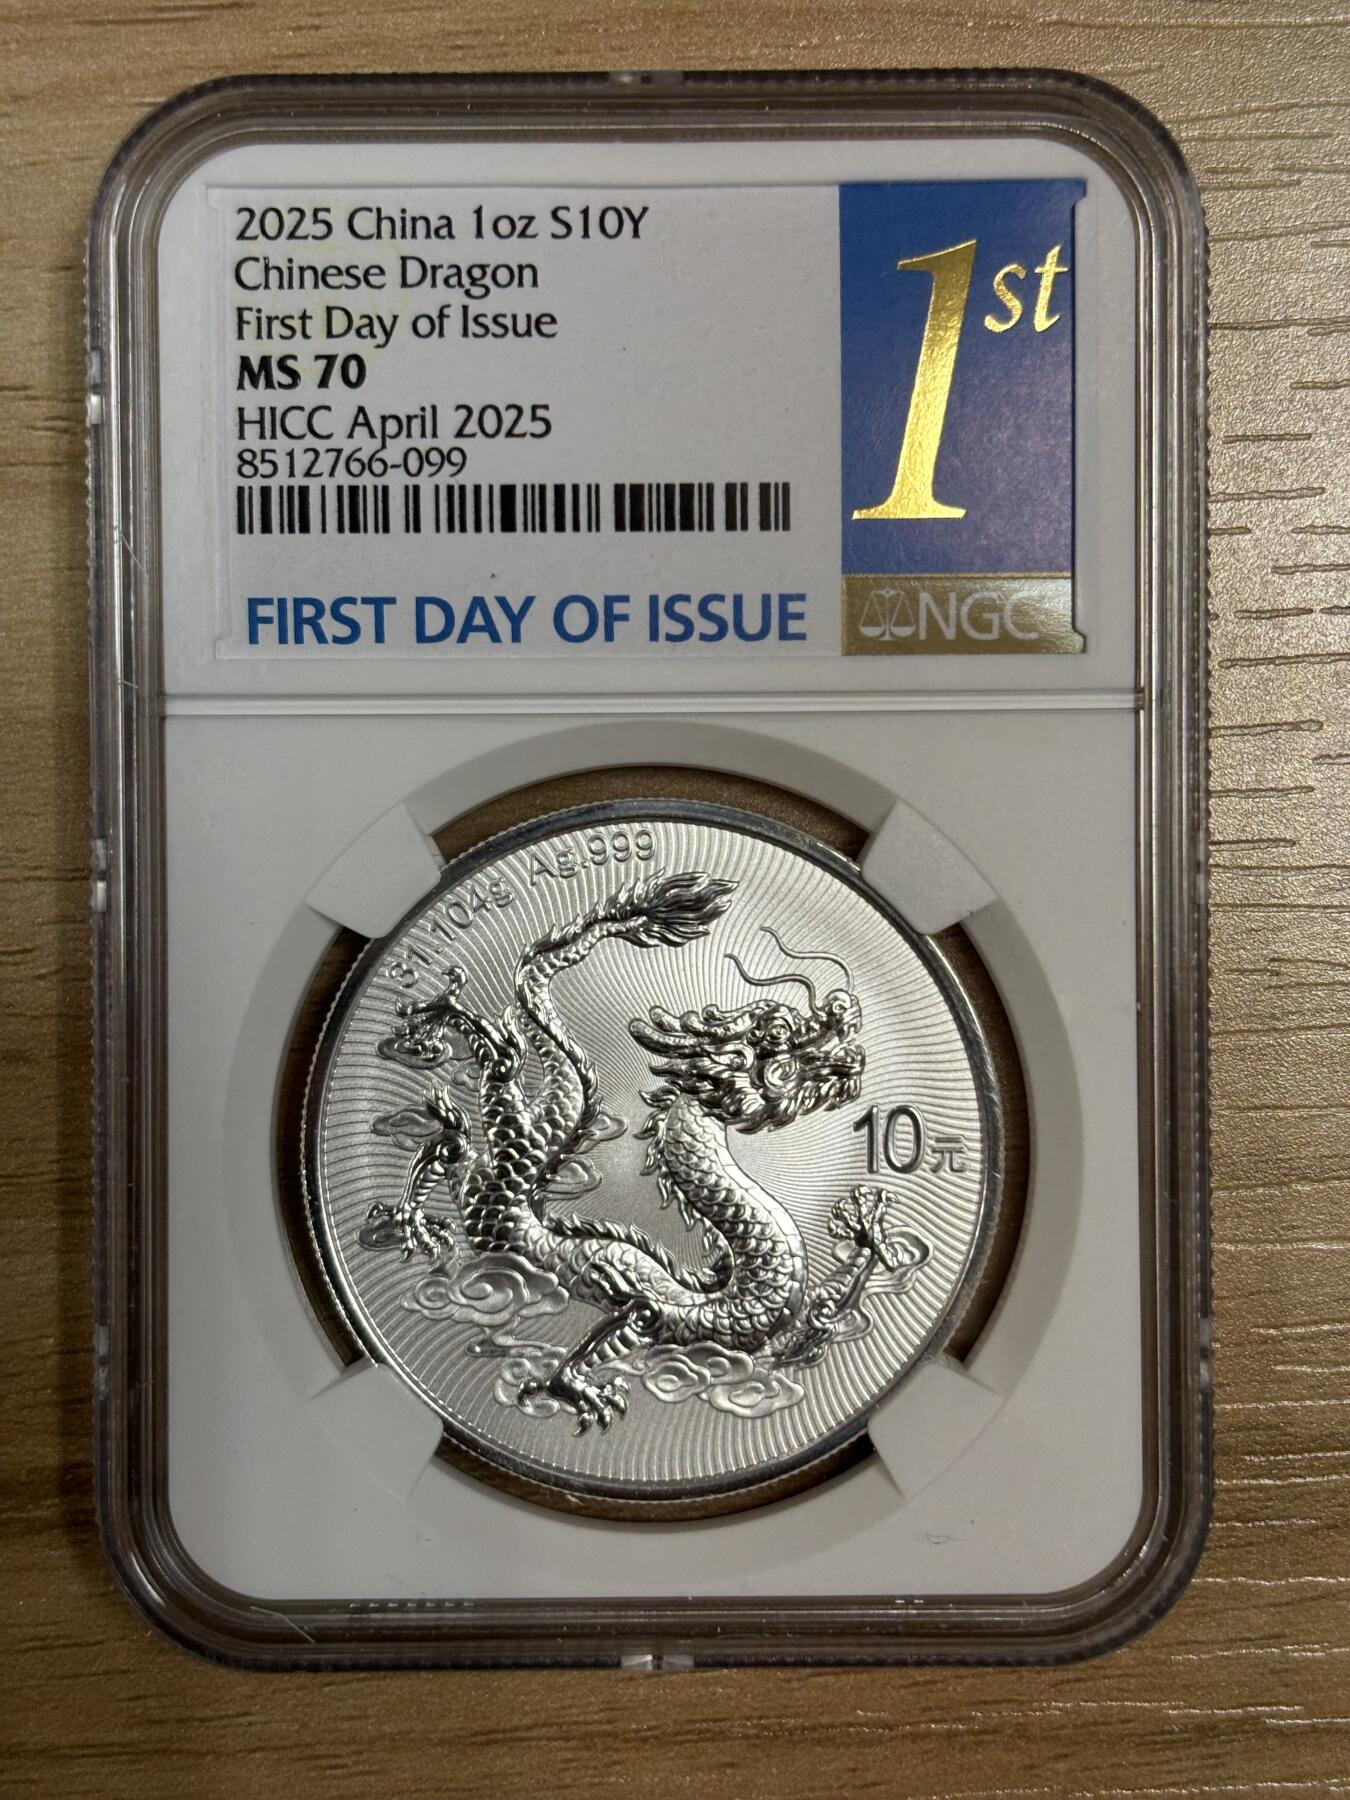 2025 China 1oz S10Y
Chinese Dragon
First Day of Issue
MS 70
HICC April 2025
8512766-099
FIRST DAY OF ISSUE
1st
NGC
31.104g Ag.999
10元